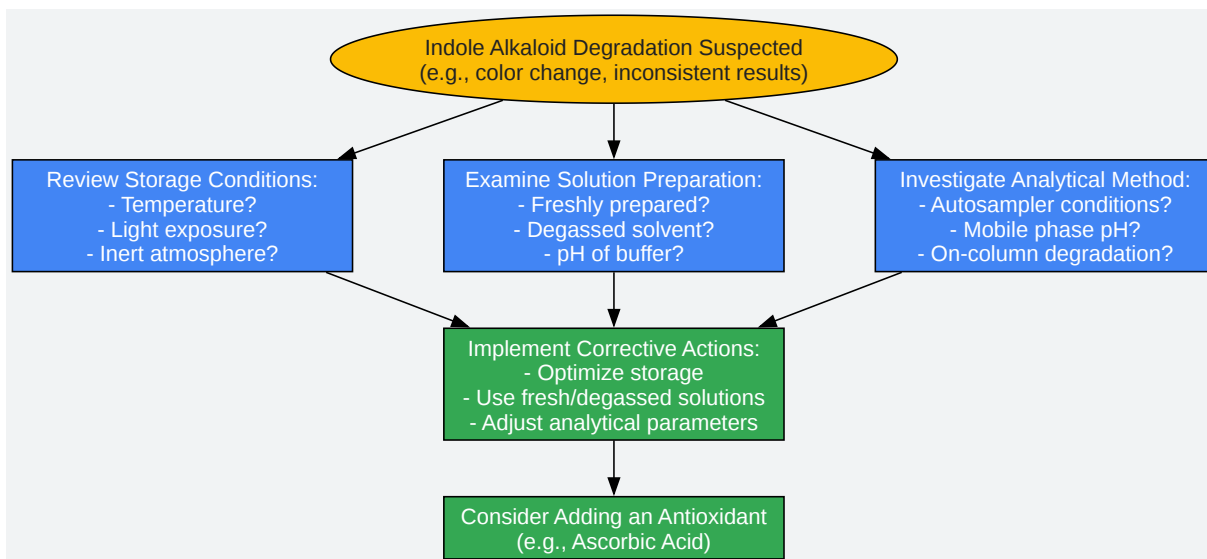 Indole Alkaloid Degradation Suspected
(e.g., color change, inconsistent results)
Review Storage Conditions:
- Temperature?
- Light exposure?
- Inert atmosphere?
Examine Solution Preparation:
- Freshly prepared?
- Degassed solvent?
- pH of buffer?
Investigate Analytical Method:
- Autosampler conditions?
- Mobile phase pH?
- On-column degradation?
Implement Corrective Actions:
- Optimize storage
- Use fresh/degassed solutions
- Adjust analytical parameters
Consider Adding an Antioxidant
(e.g., Ascorbic Acid)